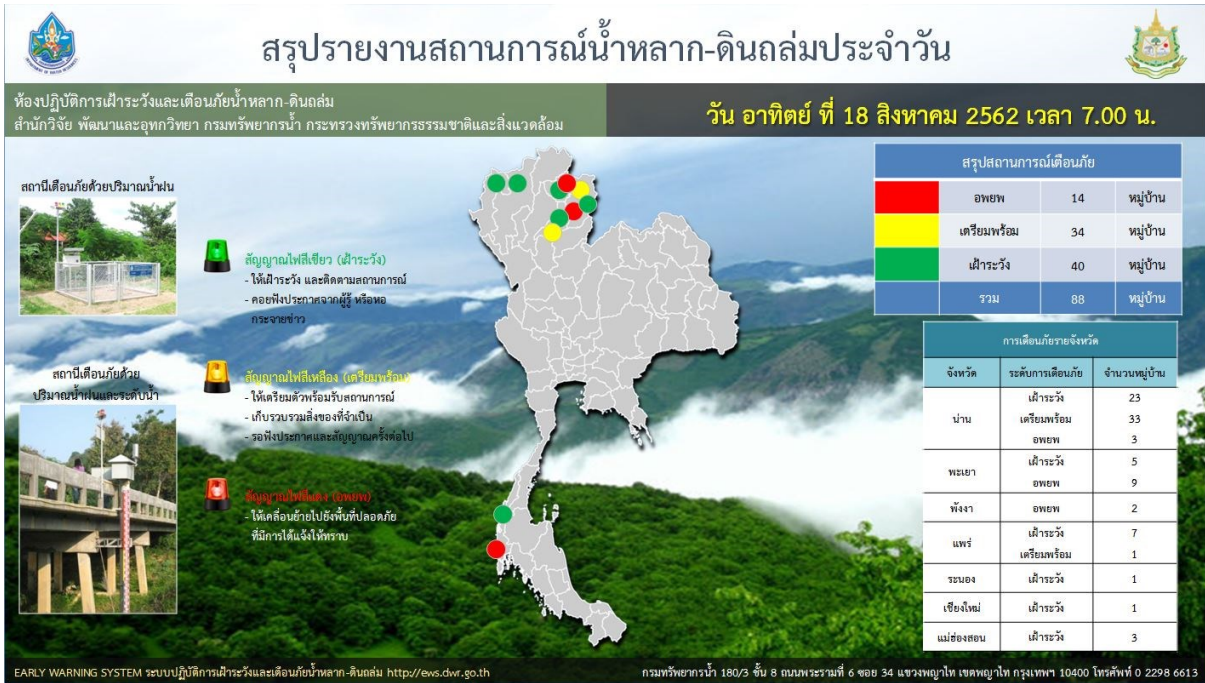 สรุปรายงานสถานการณ์น้ำหลาก-ดินถล่มประจำวัน
ห้องปฏิบัติการเฝ้าระวังและเตือนภัยน้ำหลาก-ดินถล่ม
สำนักวิจัย พัฒนาและอุทกวิทยา กรมทรัพยากรน้ำ กระทรวงทรัพยากรธรรมชาติและสิ่งแวดล้อม
วัน อาทิตย์ ที่ 18 สิงหาคม 2562 เวลา 7.00 น.
สถานีเตือนภัยด้วยปริมาณน้ำฝน
สัญญาณไฟสีเขียว (เฝ้าระวัง)
- ให้เฝ้าระวัง และติดตามสถานการณ์
- คอยฟังประกาศจากผู้รู้ หรือหอ
กระจายข่าว
สถานีเตือนภัยด้วย
ปริมาณน้ำฝนและระดับน้ำ
สัญญาณไฟสีเหลือง (เตรียมพร้อม)
- ให้เตรียมตัวพร้อมรับสถานการณ์
- เก็บรวบรวมสิ่งของที่จำเป็น
- รอฟังประกาศและสัญญาณครั้งต่อไป
สัญญาณไฟสีแดง (อพยพ)
- ให้เคลื่อนย้ายไปยังพื้นที่ปลอดภัย
ที่มีการได้แจ้งให้ทราบ
สรุปสถานการณ์เตือนภัย
อพยพ 14 หมู่บ้าน
เตรียมพร้อม 34 หมู่บ้าน
เฝ้าระวัง 40 หมู่บ้าน
รวม 88 หมู่บ้าน
การเตือนภัยรายจังหวัด
จังหวัด ระดับการเตือนภัย จำนวนหมู่บ้าน
น่าน เฝ้าระวัง 23
เตรียมพร้อม 33
อพยพ 3
พะเยา เฝ้าระวัง 5
อพยพ 9
พังงา อพยพ 2
แพร่ เฝ้าระวัง 7
เตรียมพร้อม 1
ระนอง เฝ้าระวัง 1
เชียงใหม่ เฝ้าระวัง 1
แม่ฮ่องสอน เฝ้าระวัง 3
EARLY WARNING SYSTEM ระบบปฏิบัติการเฝ้าระวังและเตือนภัยน้ำหลาก-ดินถล่ม http://ews.dwr.go.th
กรมทรัพยากรน้ำ 180/3 ชั้น 8 ถนนพระรามที่ 6 ซอย 34 แขวงพญาไท เขตพญาไท กรุงเทพฯ 10400 โทรศัพท์ 0 2298 6613